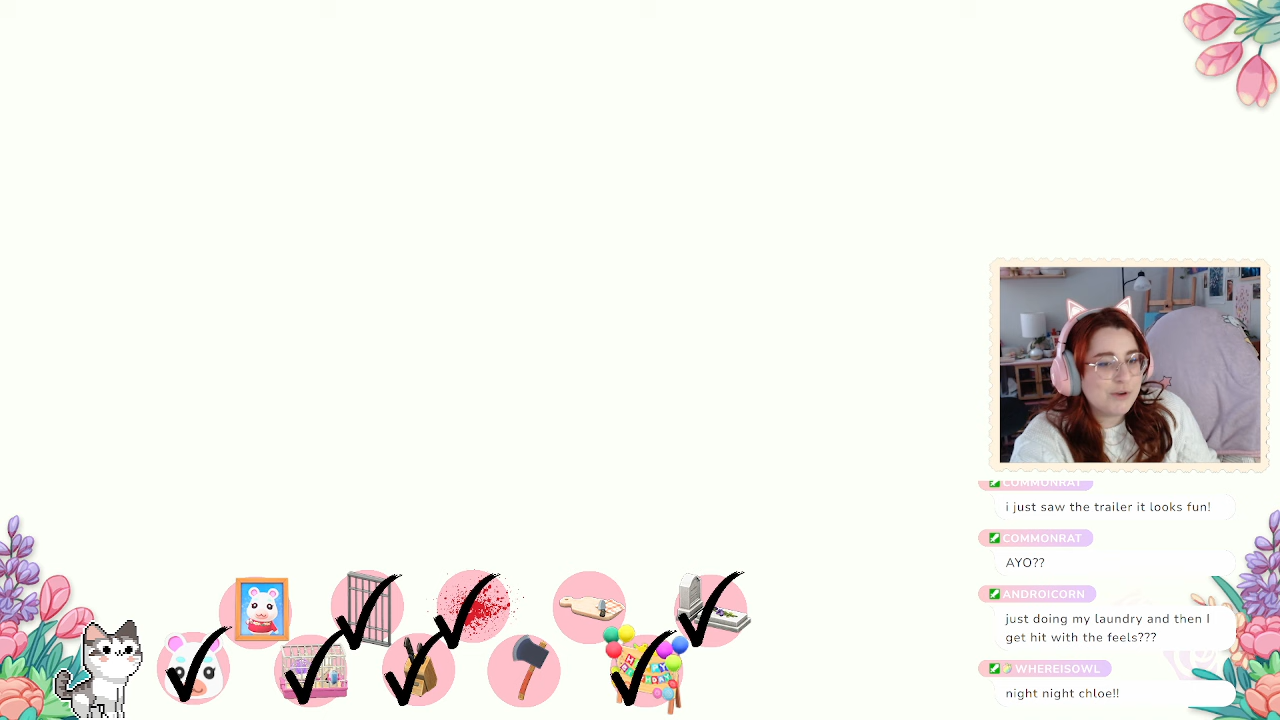 COMMONRAT
i just saw the trailer it looks fun!
COMMONRAT
AYO??
ANDROICORN
just doing my laundry and then I
get hit with the feels???
WHEREISOWL
night night chloe!!